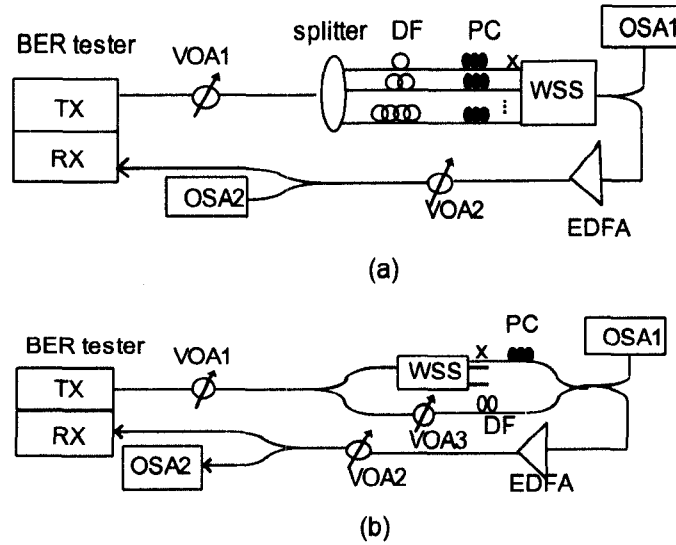 BER tester
TX
RX
VOA1
splitter
DF
PC
x
WSS
OSA1
OSA2
VOA2
EDFA
(a)
BER tester
TX
RX
VOA1
WSS
x
PC
OSA1
VOA3
DF
OSA2
VOA2
EDFA
(b)